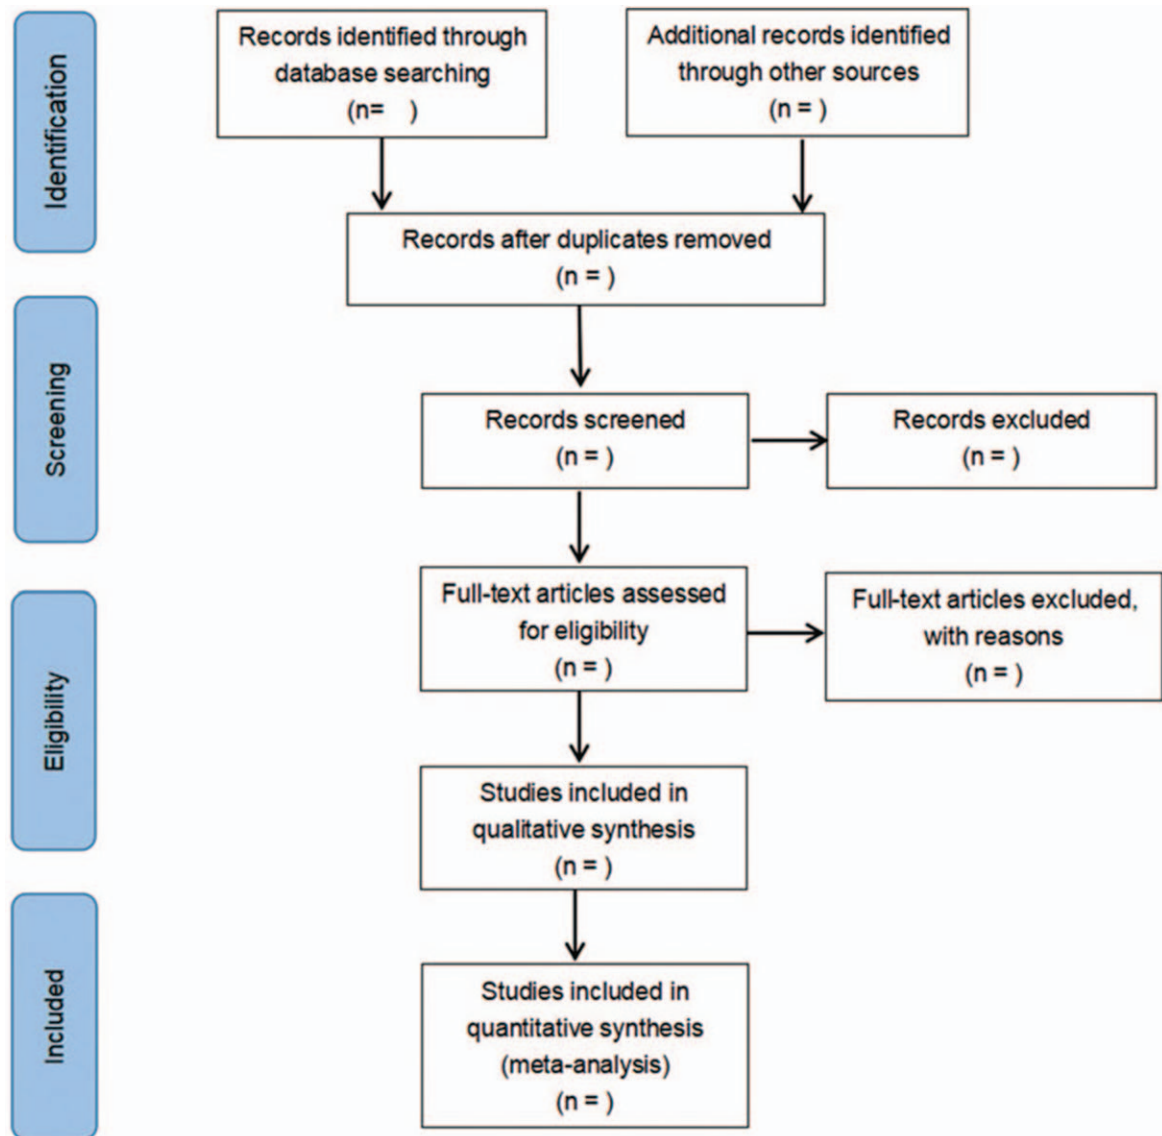 Identification
Records identified through
database searching
(n=   )
Additional records identified
through other sources
(n = )
Records after duplicates removed
(n = )
Screening
Records screened
(n = )
Records excluded
(n = )
Eligibility
Full-text articles assessed
for eligibility
(n = )
Full-text articles excluded,
with reasons
(n = )
Studies included in
qualitative synthesis
(n = )
Included
Studies included in
quantitative synthesis
(meta-analysis)
(n = )